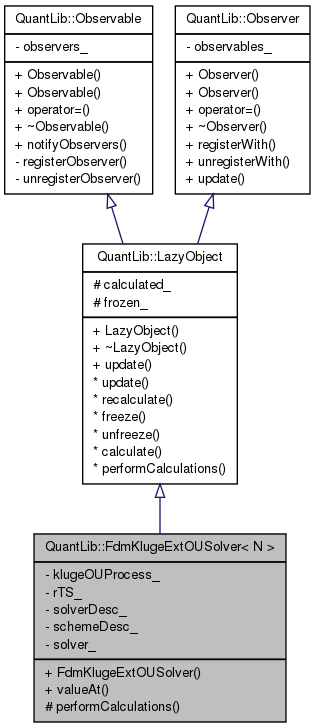 QuantLib::Observable
- observers_
+ Observable()
+ Observable()
+ operator=()
+ ~Observable()
+ notifyObservers()
- registerObserver()
- unregisterObserver()
QuantLib::Observer
- observables_
+ Observer()
+ Observer()
+ operator=()
+ ~Observer()
+ registerWith()
+ unregisterWith()
+ update()
QuantLib::LazyObject
# calculated_
# frozen_
+ LazyObject()
+ ~LazyObject()
+ update()
* update()
* recalculate()
* freeze()
* unfreeze()
* calculate()
* performCalculations()
QuantLib::FdmKlugeExtOUSolver< N >
- klugeOUProcess_
- rTS_
- solverDesc_
- schemeDesc_
- solver_
+ FdmKlugeExtOUSolver()
+ valueAt()
# performCalculations()